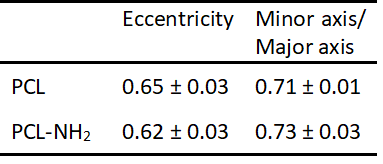 Eccentricity Minor axis/
Major axis
PCL 0.65 ± 0.03 0.71 ± 0.01
PCL-NH₂ 0.62 ± 0.03 0.73 ± 0.03